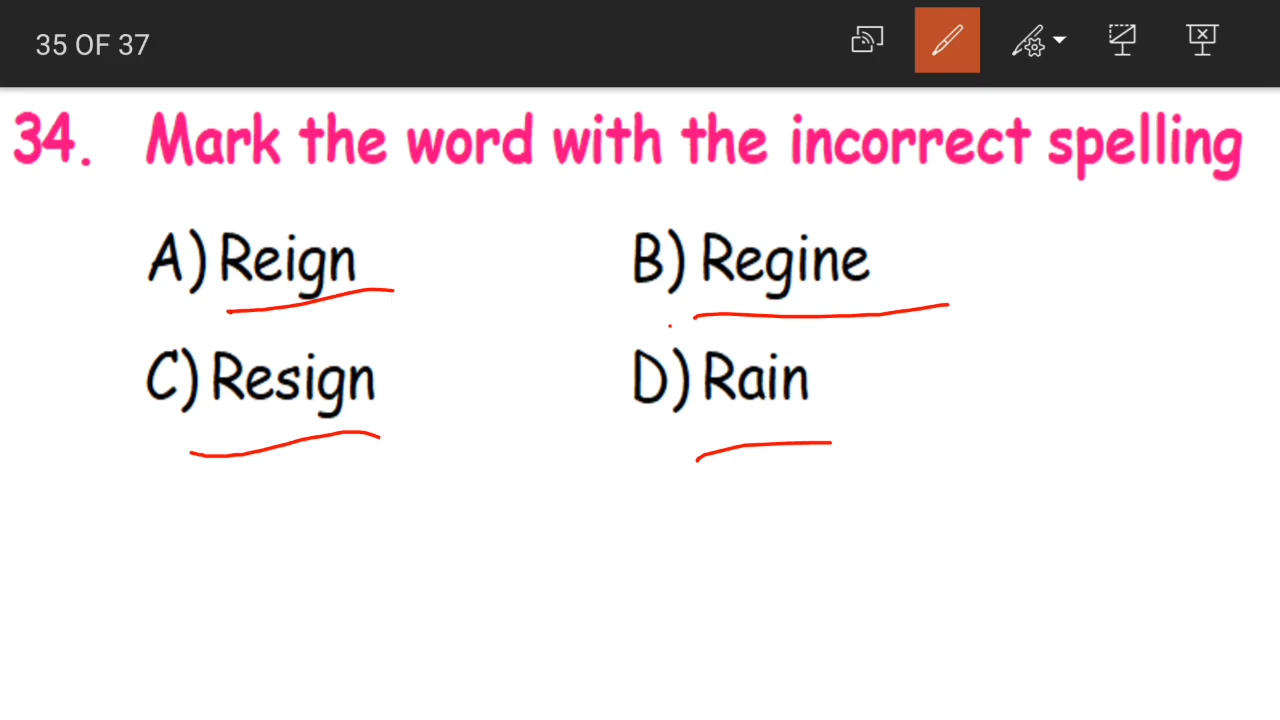 35 OF 37
34. Mark the word with the incorrect spelling
A) Reign B) Regine
C) Resign D) Rain